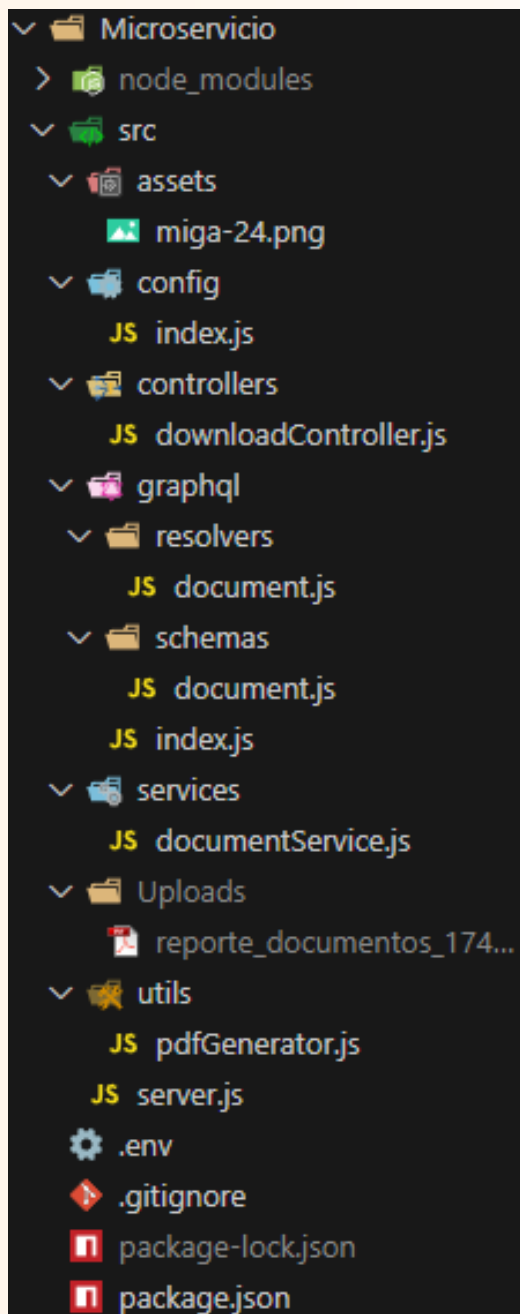 Microservicio
node_modules
src
assets
miga-24.png
config
JS index.js
controllers
JS downloadController.js
graphql
resolvers
JS document.js
schemas
JS document.js
JS index.js
services
JS documentService.js
Uploads
reporte_documentos_174...
utils
JS pdfGenerator.js
JS server.js
.env
.gitignore
package-lock.json
package.json